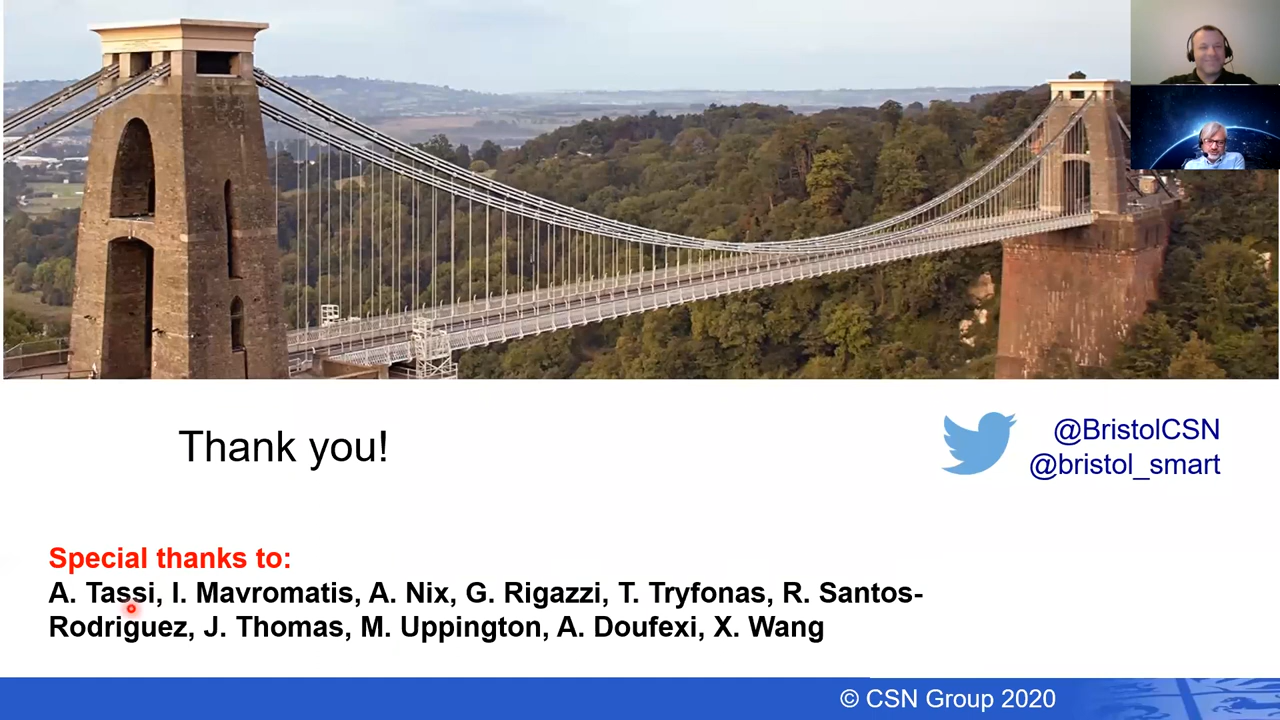 Thank you!
@BristolCSN
@bristol_smart
Special thanks to:
A. Tassi, I. Mavromatis, A. Nix, G. Rigazzi, T. Tryfonas, R. Santos-
Rodriguez, J. Thomas, M. Uppington, A. Doufexi, X. Wang
© CSN Group 2020